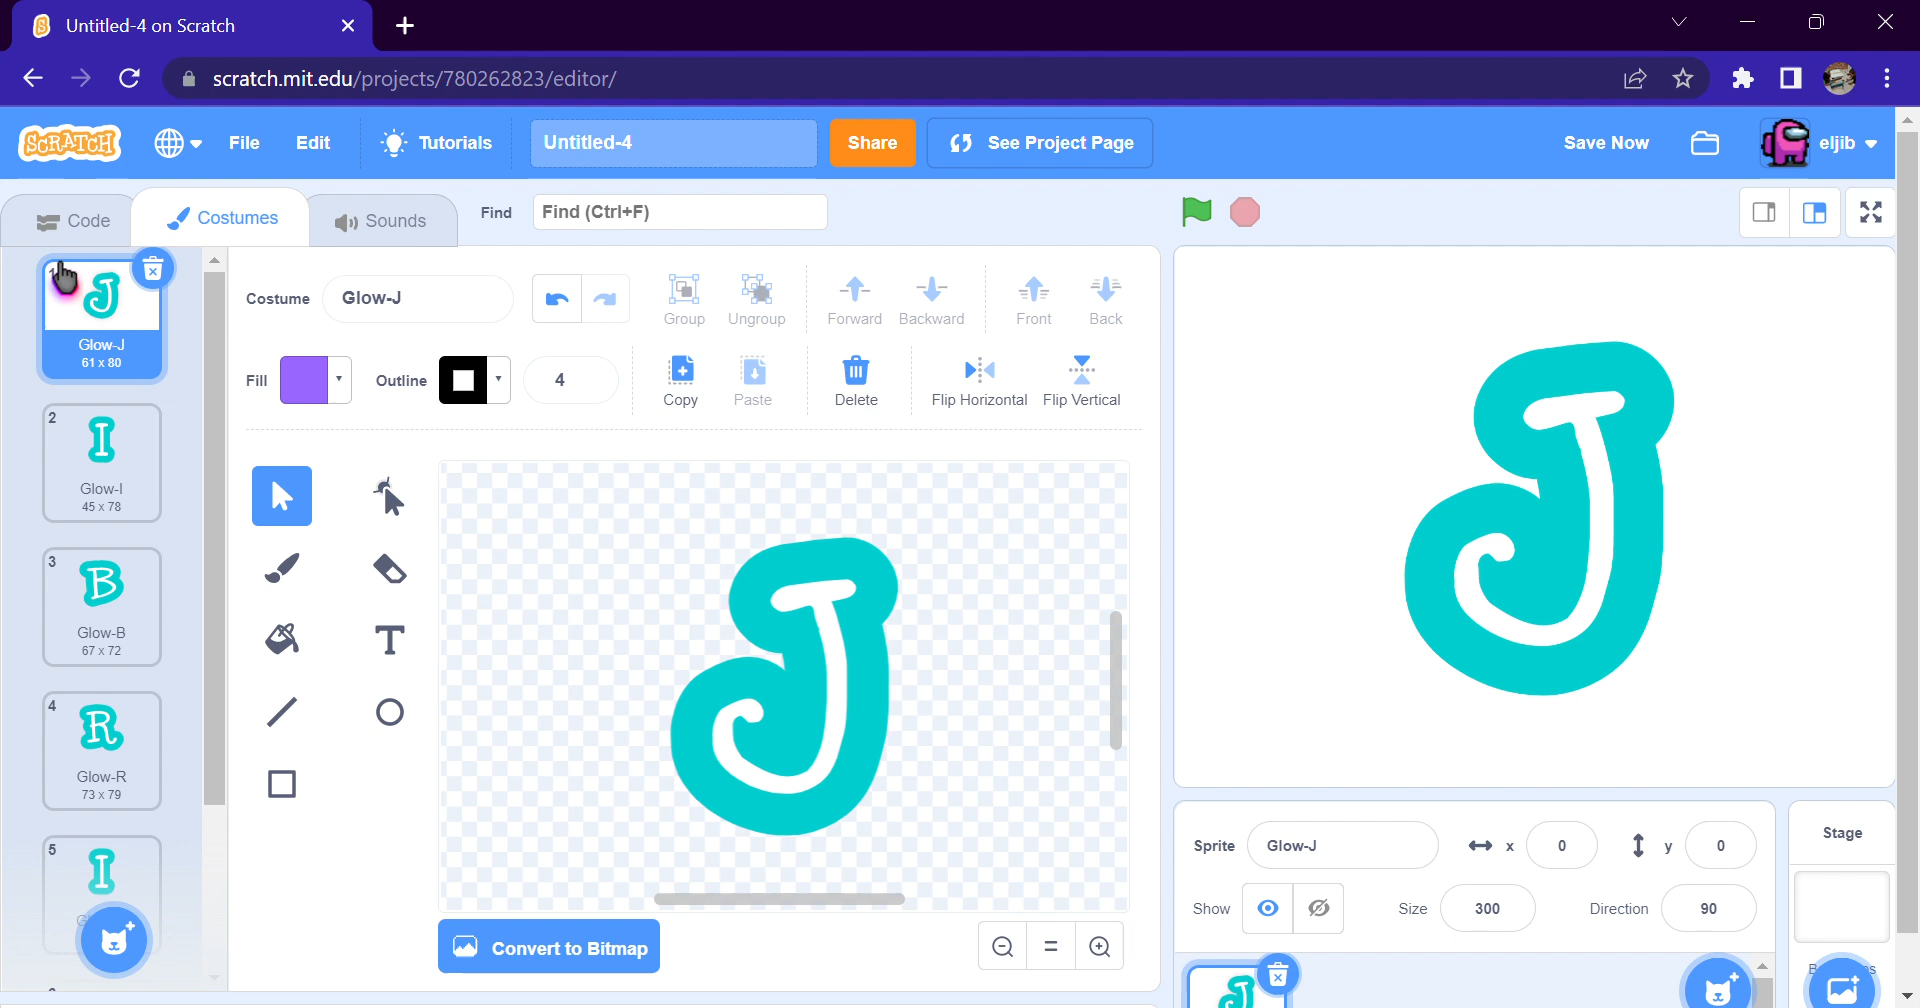 Untitled-4 on Scratch
scratch.mit.edu/projects/780262823/editor/
SCRATCH File Edit Tutorials Untitled-4 Share See Project Page Save Now eljib
Code Costumes Sounds Find Find (Ctrl+F)
1
J
Glow-J
61 x 80
2
I
Glow-I
45 x 78
3
B
Glow-B
67 x 72
4
R
Glow-R
73 x 79
5
I
Costume Glow-J Group Ungroup Forward Backward Front Back
Fill Outline 4 Copy Paste Delete Flip Horizontal Flip Vertical
T
J
Convert to Bitmap
J
Sprite Glow-J x 0 y 0
Show Size 300 Direction 90
J
Stage